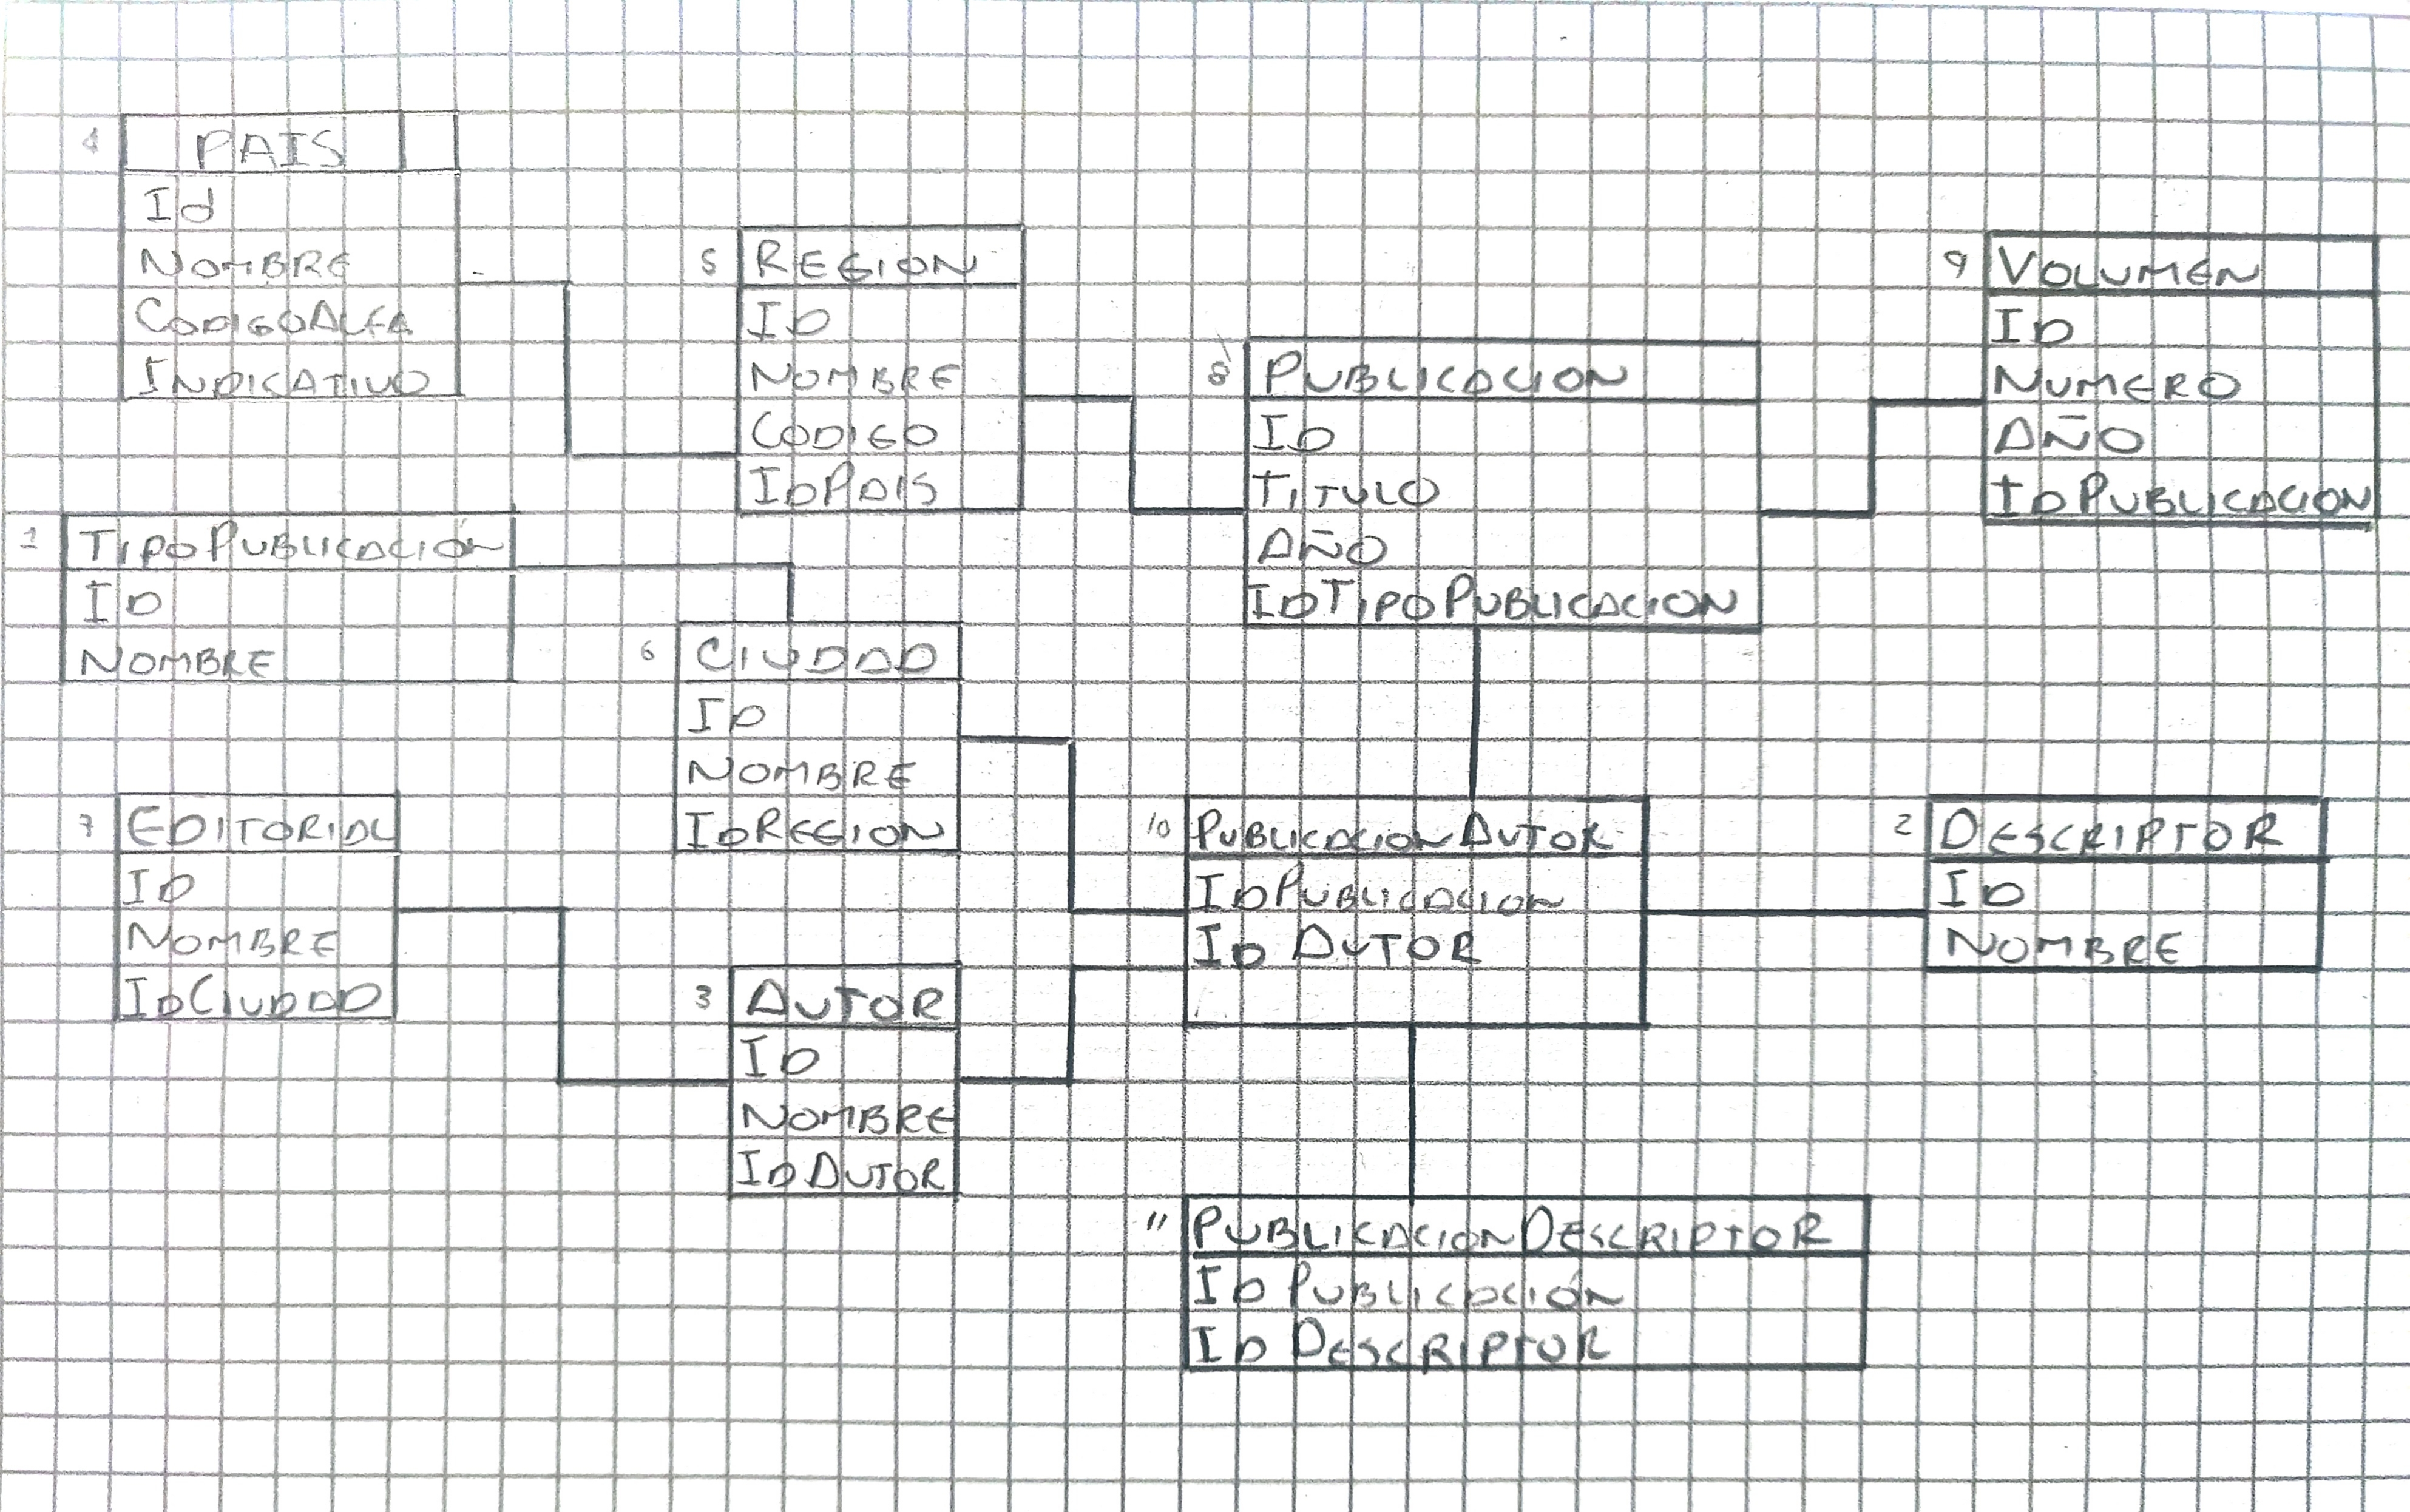 4 PAIS
Id
NOMBRE
CODIGOALFA
INDICATIVO
5 REGION
ID
NOMBRE
CODIGO
IDPAIS
8 PUBLICACION
ID
TITULO
AÑO
IDTIPOPUBLICACION
9 VOLUMEN
ID
NUMERO
AÑO
IDPUBLICACION
1 TIPOPUBLICACIÓN
ID
NOMBRE
6 CIUDAD
ID
NOMBRE
IDREGION
7 EDITORIAL
ID
NOMBRE
IDCIUDAD
3 AUTOR
ID
NOMBRE
IDAUTOR
10 PUBLICACIONAUTOR
IDPUBLICACION
ID AUTOR
2 DESCRIPTOR
ID
NOMBRE
11 PUBLICACIONDESCRIPTOR
ID PUBLICACIÓN
ID DESCRIPTOR